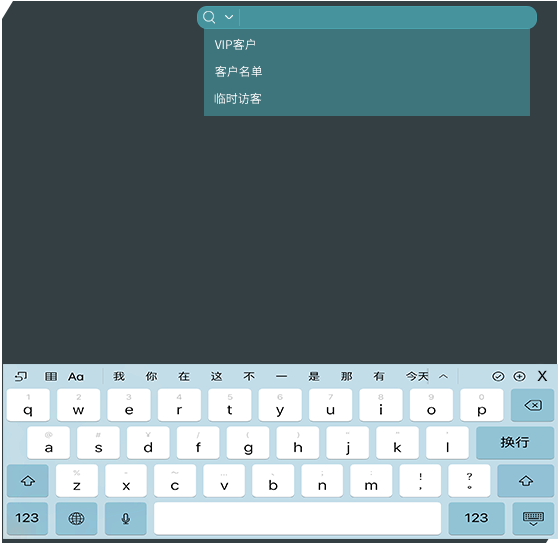 VIP客户
客户名单
临时访客
Aa 我 你 在 这 不 一 是 那 有 今天 X
1 2 3 4 5 6 7 8 9 0
q w e r t y u i o p
@ # ¥ / ( ) “ ” ’
a s d f g h j k l 换行
% - ~ … 、 ; : ! ?
z x c v b n m , 。
123 123